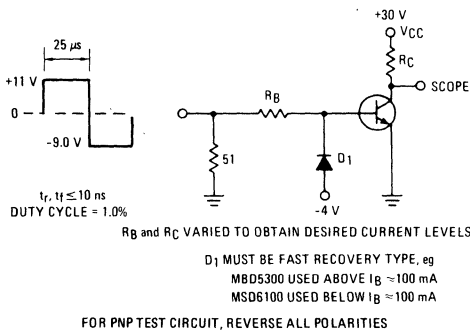 25 μs
+11 V
0
-9.0 V
tr, tf ≤ 10 ns
DUTY CYCLE = 1.0%
RB
51
D1
-4 V
+30 V
VCC
RC
SCOPE
RB and RC VARIED TO OBTAIN DESIRED CURRENT LEVELS
D1 MUST BE FAST RECOVERY TYPE, eg
MBD5300 USED ABOVE IB ≈100 mA
MSD6100 USED BELOW IB ≈100 mA
FOR PNP TEST CIRCUIT, REVERSE ALL POLARITIES